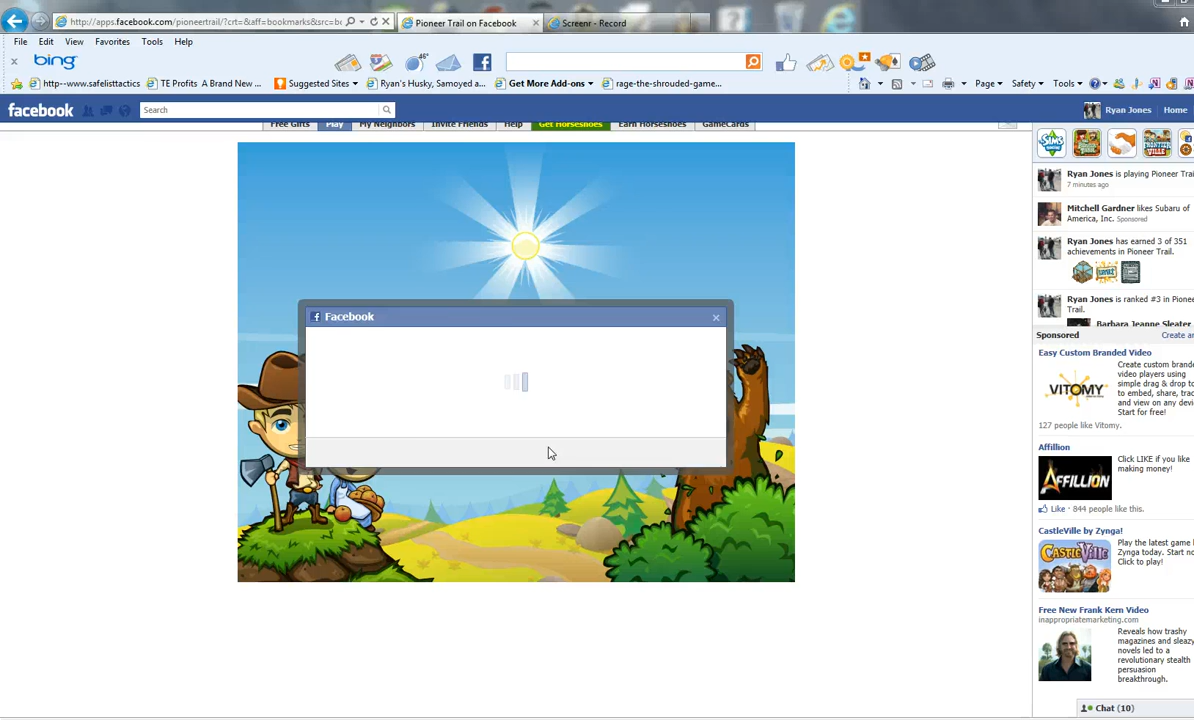 http://apps.facebook.com/pioneertrail/?crt=&aff=bookmarks&src=bo
Pioneer Trail on Facebook
Screenr - Record
File Edit View Favorites Tools Help
bing
46°
http--www.safelisttactics
TE Profits A Brand New ...
Suggested Sites
Ryan's Husky, Samoyed a...
Get More Add-ons
rage-the-shrouded-game...
Page Safety Tools
facebook
Search
Ryan Jones
Home
Free Gifts Play My Neighbors Invite Friends Help Get Horseshoes Earn Horseshoes GameCards
Facebook
Ryan Jones is playing Pioneer Trai
7 minutes ago
Mitchell Gardner likes Subaru of
America, Inc. Sponsored
Ryan Jones has earned 3 of 351
achievements in Pioneer Trail.
Ryan Jones is ranked #3 in Pionee
Trail.
Barbara Jeanne Sleater
Sponsored
Create an
Easy Custom Branded Video
VITOMY
Create custom brande
video players using
simple drag & drop to
to embed, share, trac
and view on any devic
Start for free!
127 people like Vitomy.
Affillion
AFFILLION
Click LIKE if you like
making money!
Like · 844 people like this.
CastleVille by Zynga!
CASTLEVILLE
Play the latest game b
Zynga today. Start no
Click to play!
Free New Frank Kern Video
inappropriatemarketing.com
Reveals how trashy
magazines and sleazy
novels led to a
revolutionary stealth
persuasion
breakthrough.
Chat (10)